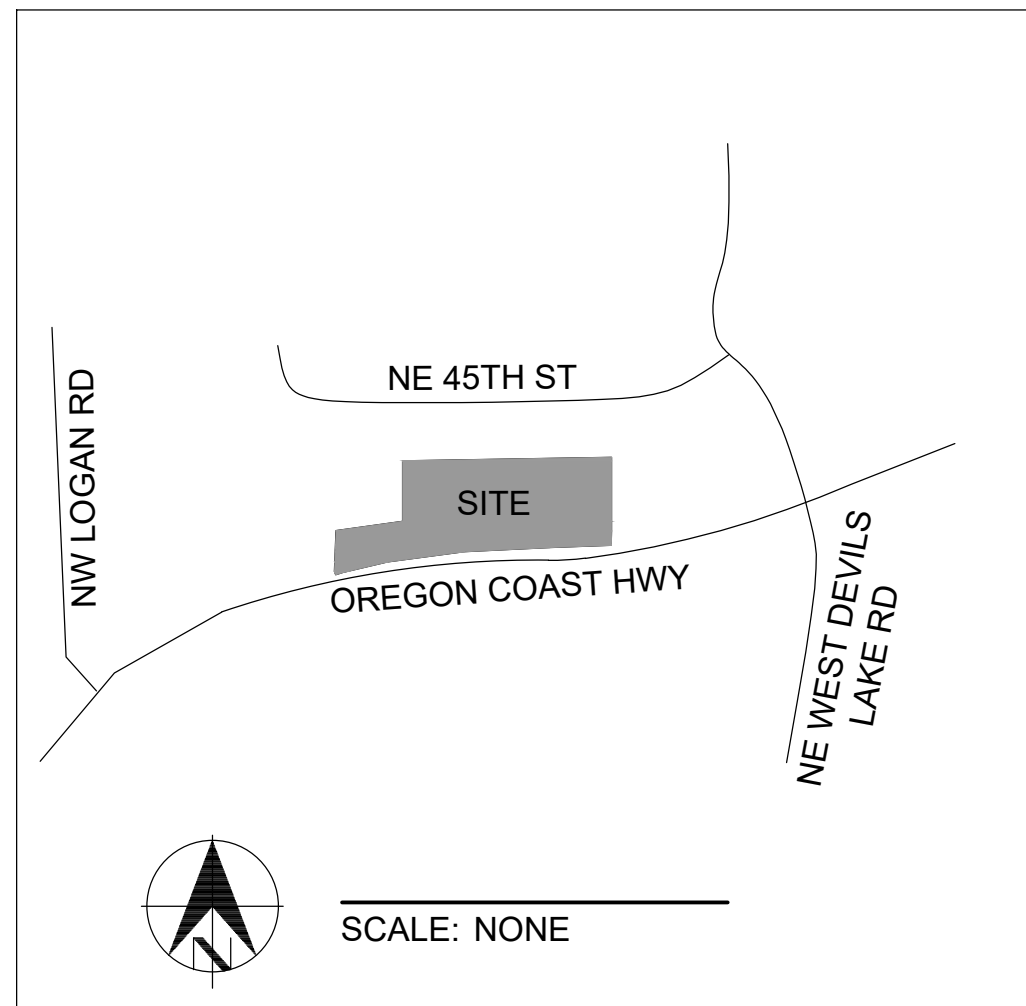 NE 45TH ST
NW LOGAN RD
SITE
OREGON COAST HWY
NE WEST DEVILS
LAKE RD
N
SCALE: NONE